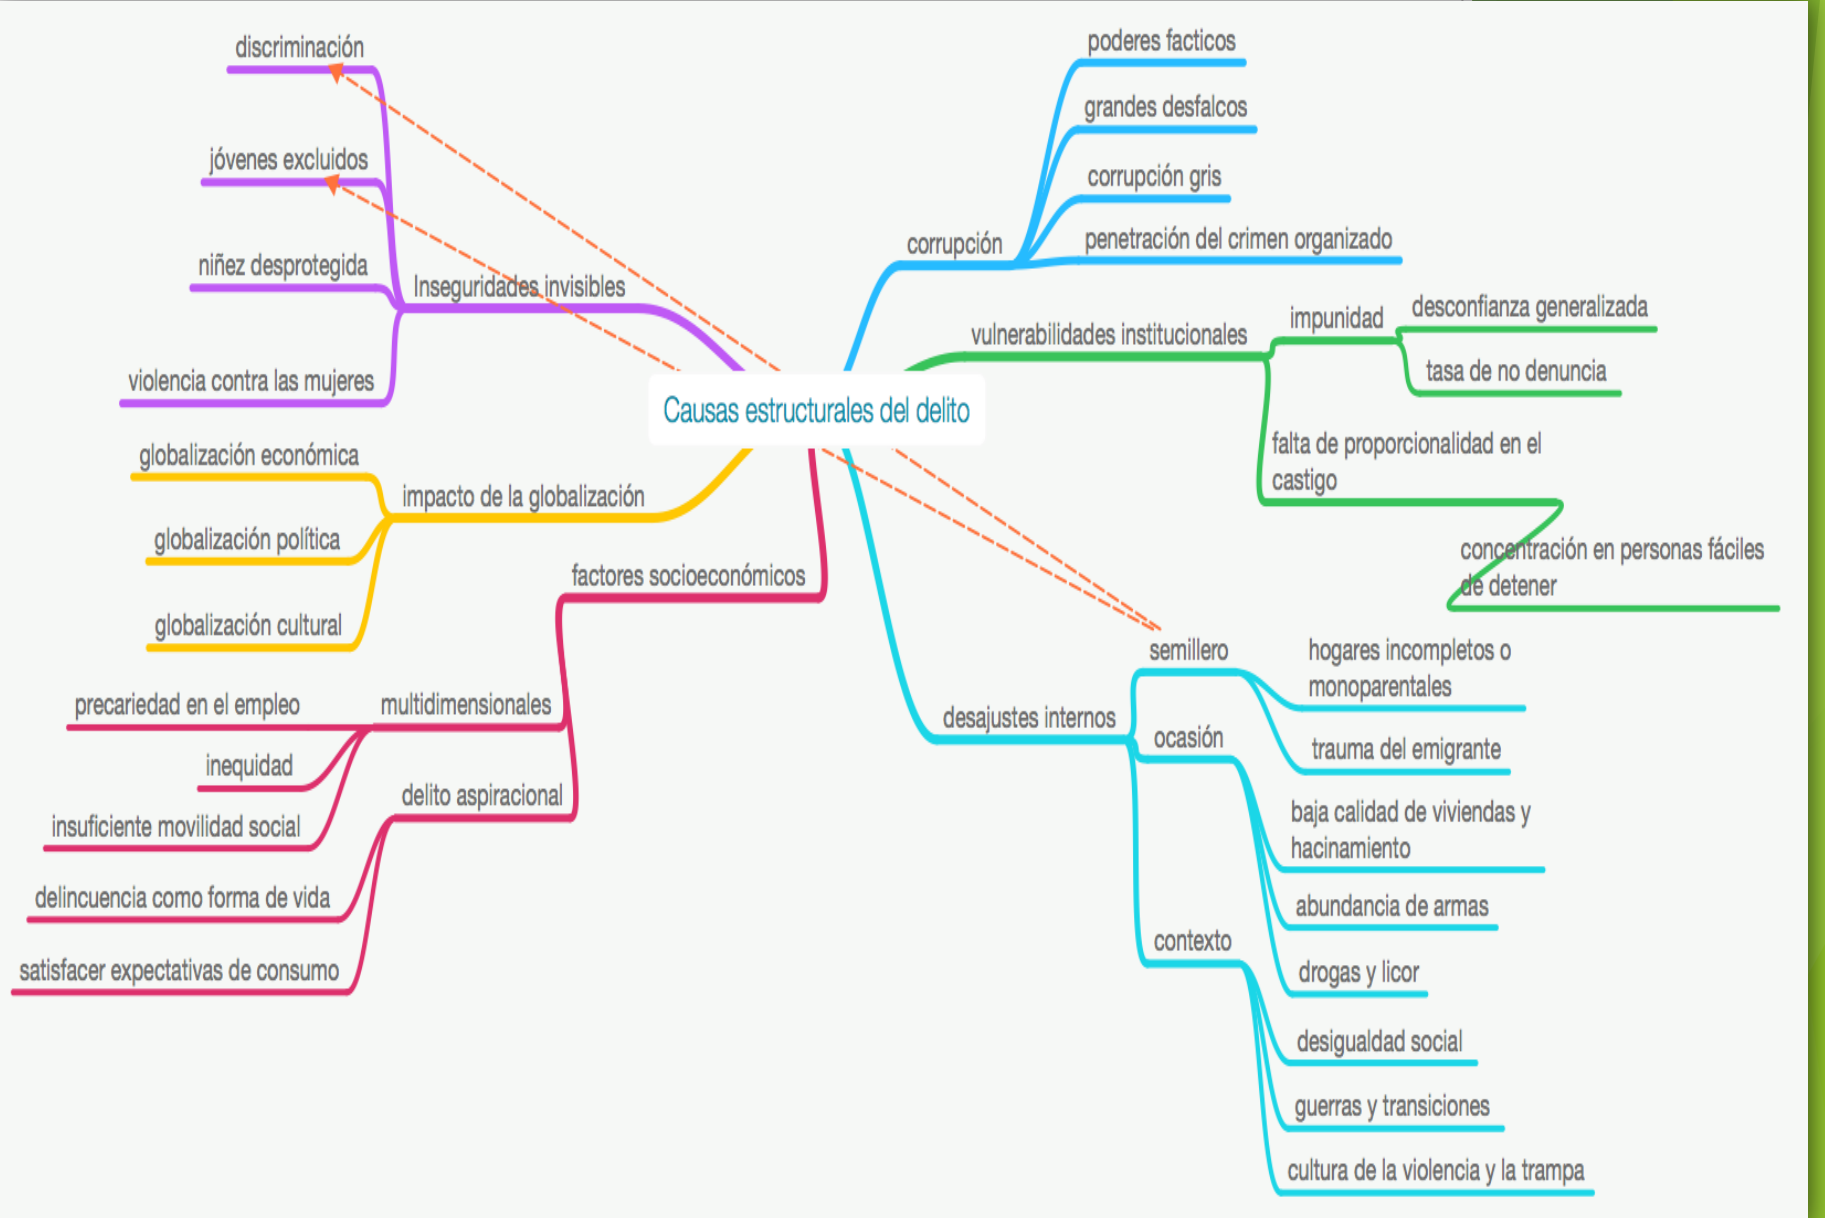 Causas estructurales del delito
corrupción
poderes facticos
grandes desfalcos
corrupción gris
penetración del crimen organizado
vulnerabilidades institucionales
impunidad
desconfianza generalizada
tasa de no denuncia
falta de proporcionalidad en el
castigo
concentración en personas fáciles
de detener
desajustes internos
semillero
hogares incompletos o
monoparentales
trauma del emigrante
ocasión
baja calidad de viviendas y
hacinamiento
abundancia de armas
drogas y licor
contexto
desigualdad social
guerras y transiciones
cultura de la violencia y la trampa
Inseguridades invisibles
discriminación
jóvenes excluidos
niñez desprotegida
violencia contra las mujeres
impacto de la globalización
globalización económica
globalización política
globalización cultural
factores socioeconómicos
multidimensionales
precariedad en el empleo
inequidad
insuficiente movilidad social
delito aspiracional
delincuencia como forma de vida
satisfacer expectativas de consumo